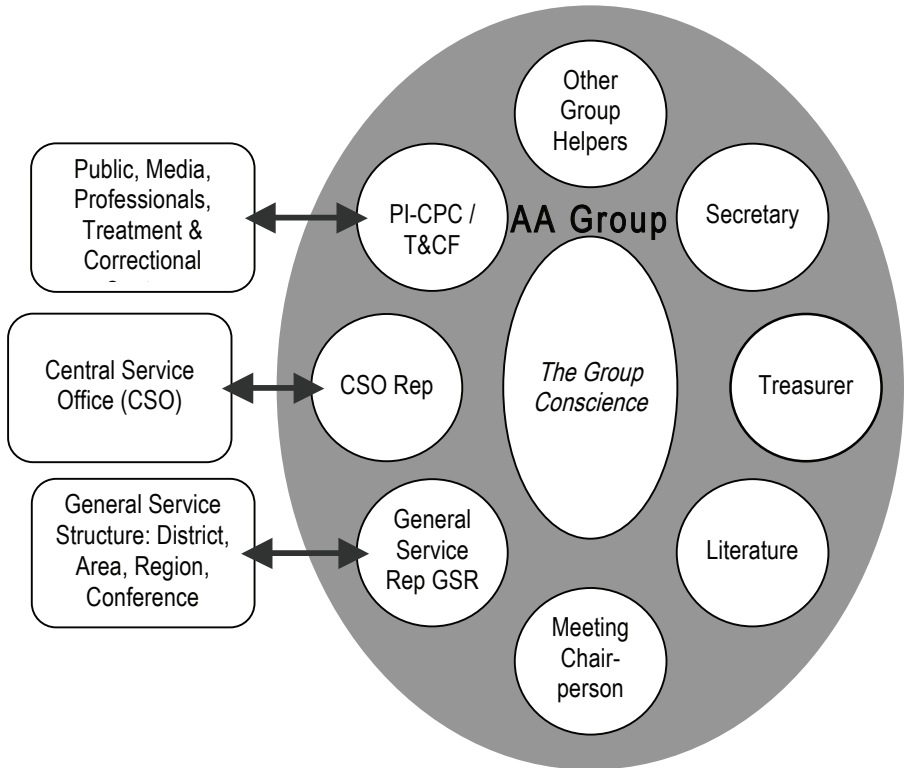 Other
Group
Helpers
Public, Media,
Professionals,
Treatment &
Correctional
PI-CPC /
T&CF
AA Group
Secretary
Central Service
Office (CSO)
CSO Rep
The Group
Conscience
Treasurer
General Service
Structure: District,
Area, Region,
Conference
General
Service
Rep GSR
Literature
Meeting
Chair-
person